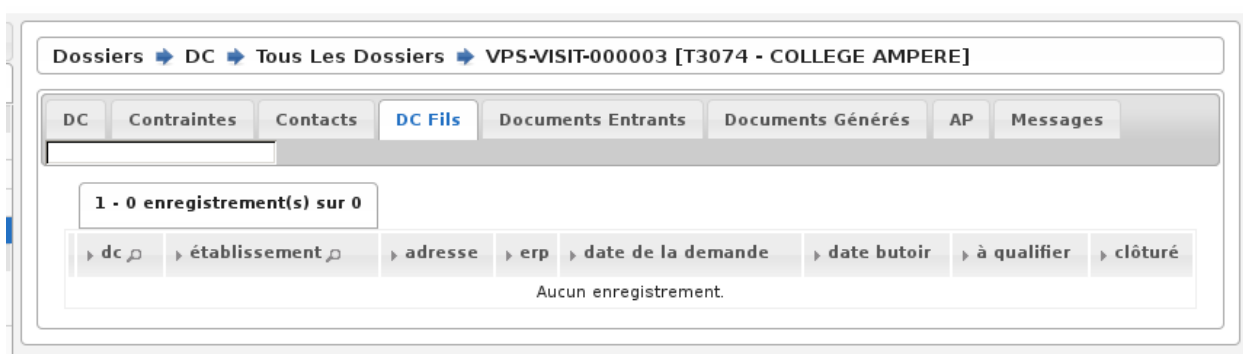 Dossiers DC Tous Les Dossiers VPS-VISIT-000003 [T3074 - COLLEGE AMPERE]
DC Contraintes Contacts DC Fils Documents Entrants Documents Générés AP Messages
1 - 0 enregistrement(s) sur 0
dc établissement adresse erp date de la demande date butoir à qualifier clôturé
Aucun enregistrement.